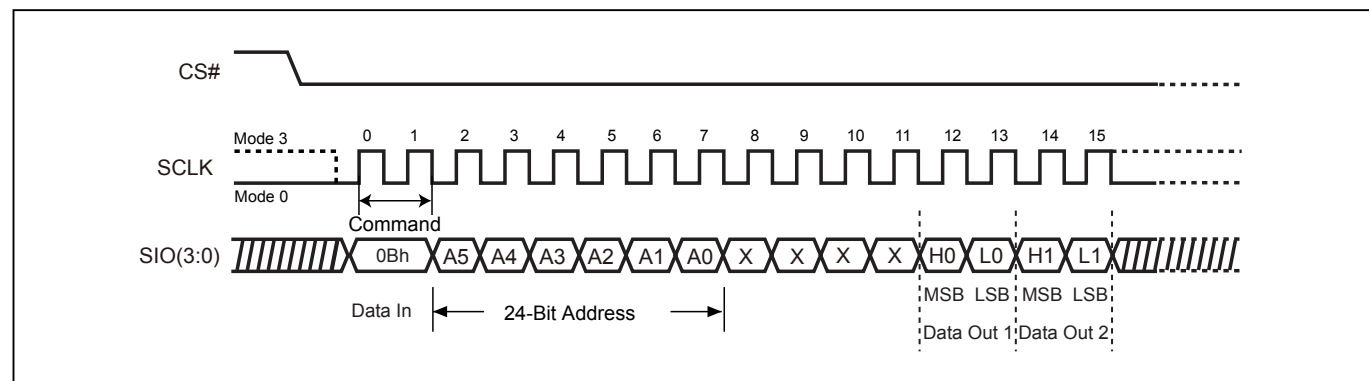 CS#
Mode 3
0 1 2 3 4 5 6 7 8 9 10 11 12 13 14 15
SCLK
Mode 0
Command
SIO(3:0) 0Bh A5 A4 A3 A2 A1 A0 X X X X H0 L0 H1 L1
MSB LSB MSB LSB
Data In 24-Bit Address
Data Out 1 Data Out 2